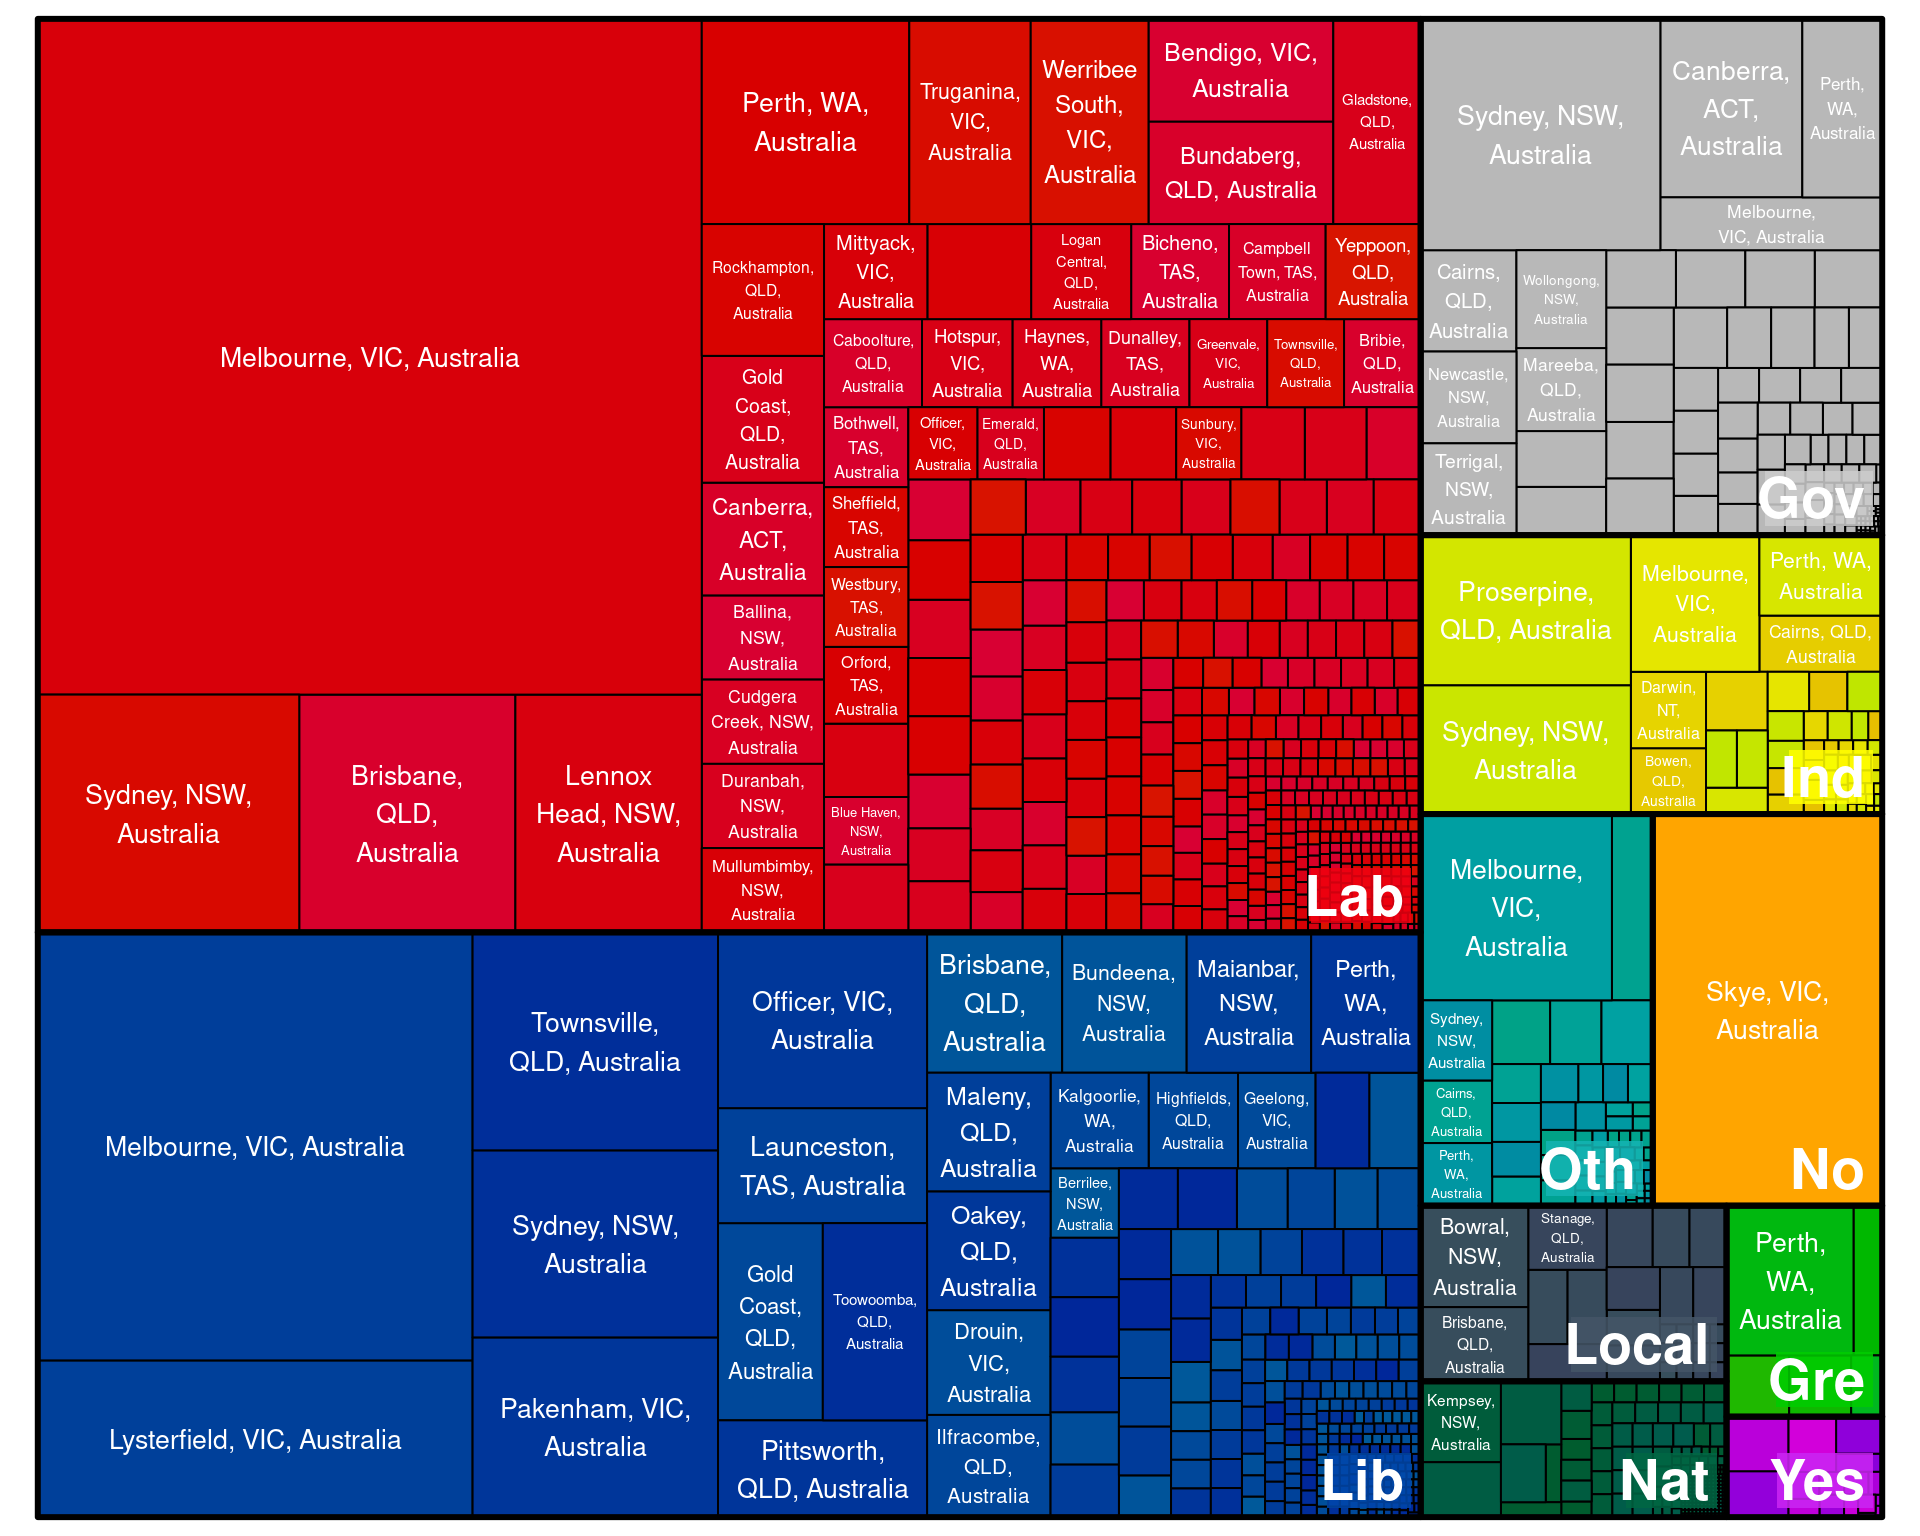 Melbourne, VIC, Australia
Sydney, NSW,
Australia
Brisbane,
QLD,
Australia
Lennox
Head, NSW,
Australia
Perth, WA,
Australia
Truganina,
VIC,
Australia
Werribee
South,
VIC,
Australia
Bendigo, VIC,
Australia
Bundaberg,
QLD, Australia
Gladstone,
QLD,
Australia
Rockhampton,
QLD,
Australia
Gold
Coast,
QLD,
Australia
Canberra,
ACT,
Australia
Ballina,
NSW,
Australia
Cudgera
Creek, NSW,
Australia
Duranbah,
NSW,
Australia
Mullumbimby,
NSW,
Australia
Mittyack,
VIC,
Australia
Logan
Central,
QLD,
Australia
Bicheno,
TAS,
Australia
Campbell
Town, TAS,
Australia
Yeppoon,
QLD,
Australia
Caboolture,
QLD,
Australia
Hotspur,
VIC,
Australia
Haynes,
WA,
Australia
Dunalley,
TAS,
Australia
Greenvale,
VIC,
Australia
Townsville,
QLD,
Australia
Bribie,
QLD,
Australia
Bothwell,
TAS,
Australia
Officer,
VIC,
Australia
Emerald,
QLD,
Australia
Sunbury,
VIC,
Australia
Sheffield,
TAS,
Australia
Westbury,
TAS,
Australia
Orford,
TAS,
Australia
Blue Haven,
NSW,
Australia
Lab
Melbourne, VIC, Australia
Lysterfield, VIC, Australia
Townsville,
QLD, Australia
Sydney, NSW,
Australia
Pakenham, VIC,
Australia
Officer, VIC,
Australia
Launceston,
TAS, Australia
Gold
Coast,
QLD,
Australia
Toowoomba,
QLD,
Australia
Pittsworth,
QLD, Australia
Brisbane,
QLD,
Australia
Bundeena,
NSW,
Australia
Maianbar,
NSW,
Australia
Perth,
WA,
Australia
Maleny,
QLD,
Australia
Kalgoorlie,
WA,
Australia
Highfields,
QLD,
Australia
Geelong,
VIC,
Australia
Berrilee,
NSW,
Australia
Oakey,
QLD,
Australia
Drouin,
VIC,
Australia
Ilfracombe,
QLD,
Australia
Lib
Sydney, NSW,
Australia
Canberra,
ACT,
Australia
Perth,
WA,
Australia
Melbourne,
VIC, Australia
Cairns,
QLD,
Australia
Wollongong,
NSW,
Australia
Newcastle,
NSW,
Australia
Mareeba,
QLD,
Australia
Terrigal,
NSW,
Australia
Gov
Proserpine,
QLD, Australia
Sydney, NSW,
Australia
Melbourne,
VIC,
Australia
Perth, WA,
Australia
Cairns, QLD,
Australia
Darwin,
NT,
Australia
Bowen,
QLD,
Australia
Ind
Melbourne,
VIC,
Australia
Sydney,
NSW,
Australia
Cairns,
QLD,
Australia
Perth,
WA,
Australia
Oth
Skye, VIC,
Australia
No
Bowral,
NSW,
Australia
Stanage,
QLD,
Australia
Brisbane,
QLD,
Australia
Local
Perth,
WA,
Australia
Gre
Kempsey,
NSW,
Australia
Nat
Yes